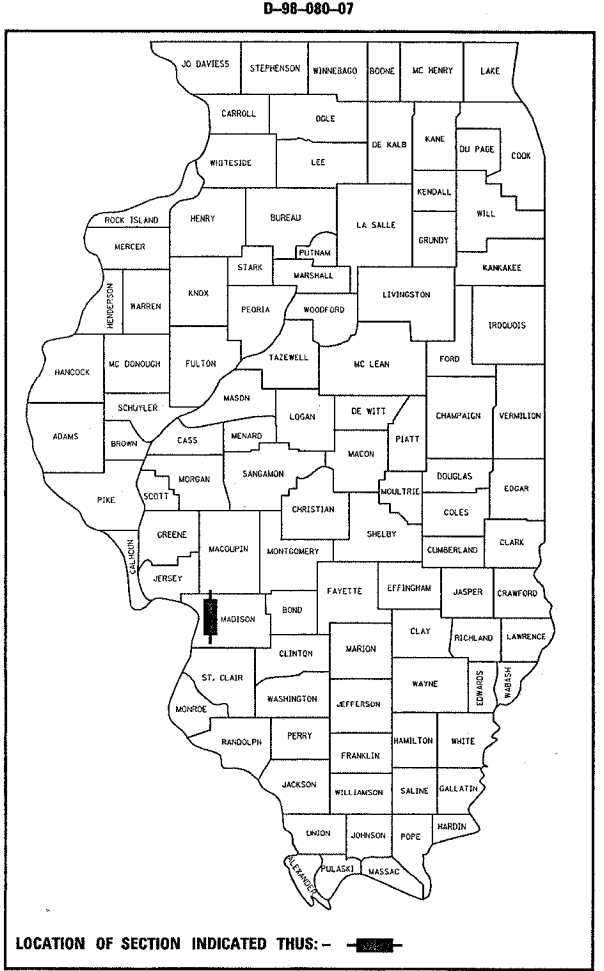 D-98-080-07
JO DAVIESS STEPHENSON WINNEBAGO BOONE MC HENRY LAKE
CARROLL OGLE DE KALB KANE DU PAGE COOK
WHITESIDE LEE KENDALL
ROCK ISLAND HENRY BUREAU LA SALLE GRUNDY WILL
MERCER STARK PUTNAM MARSHALL KANKAKEE
HENDERSON WARREN KNOX PEORIA WOODFORD LIVINGSTON IROQUOIS
HANCOCK MC DONOUGH FULTON TAZEWELL MC LEAN FORD
SCHUYLER MASON LOGAN DE WITT CHAMPAIGN VERMILION
ADAMS BROWN CASS MENARD MACON PIATT
PIKE SCOTT MORGAN SANGAMON MOULTRIE DOUGLAS EDGAR
CHRISTIAN COLES
CALHOUN GREENE MACOUPIN MONTGOMERY SHELBY CUMBERLAND CLARK
JERSEY FAYETTE EFFINGHAM JASPER CRAWFORD
MADISON BOND
CLINTON MARION CLAY RICHLAND LAWRENCE
ST. CLAIR WASHINGTON JEFFERSON WAYNE EDWARDS WABASH
MONROE
RANDOLPH PERRY FRANKLIN HAMILTON WHITE
JACKSON WILLIAMSON SALINE GALLATIN
UNION JOHNSON POPE HARDIN
ALEXANDER PULASKI MASSAC
LOCATION OF SECTION INDICATED THUS: -